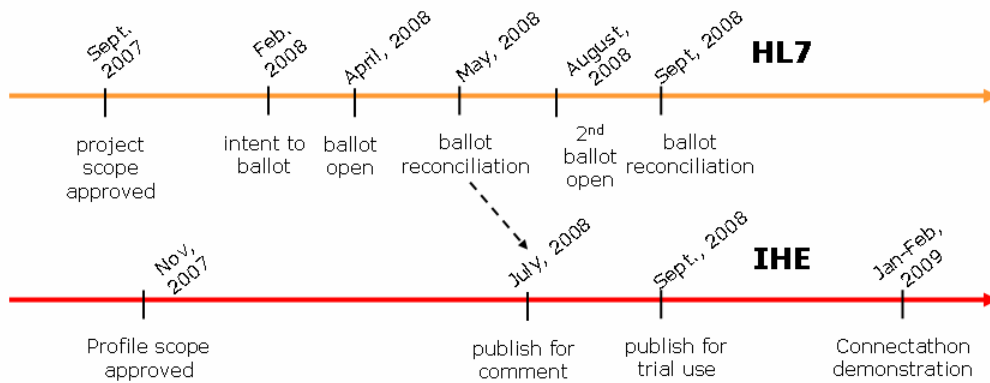 Sept.
2007
Feb,
2008
April, 2008
May, 2008
August,
2008
Sept, 2008
HL7
project
scope
approved
intent to
ballot
ballot
open
ballot
reconciliation
2nd
ballot
open
ballot
reconciliation
Nov,
2007
July, 2008
Sept., 2008
IHE
Jan-Feb,
2009
Profile scope
approved
publish for
comment
publish for
trial use
Connectathon
demonstration